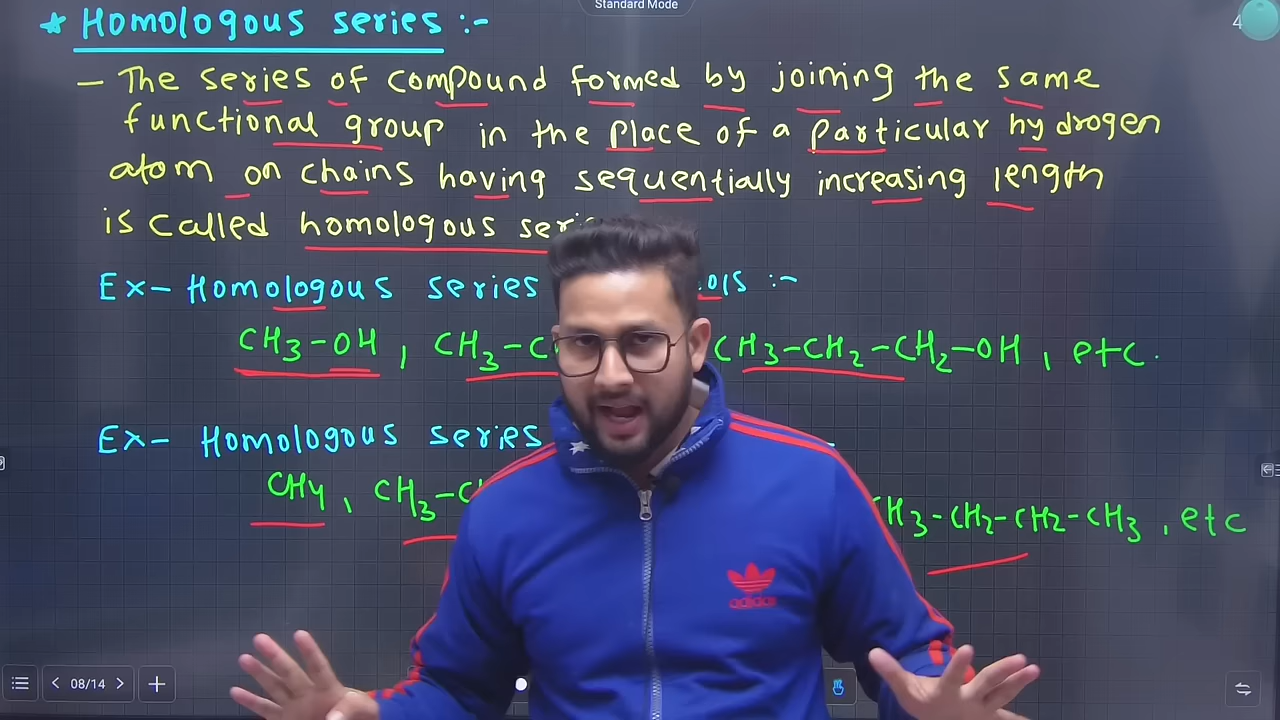 Standard Mode
4
* Homologous series :-
– The series of compound formed by joining the same
functional group in the place of a particular hydrogen
atom on chains having sequentially increasing length
is called homologous
Ex- Homologous series :-
CH3-OH, CH3-CH2-CH2-OH, etc.
Ex- Homologous series
CH4, CH3-CH2-CH2-CH3, etc
adidas
08/14